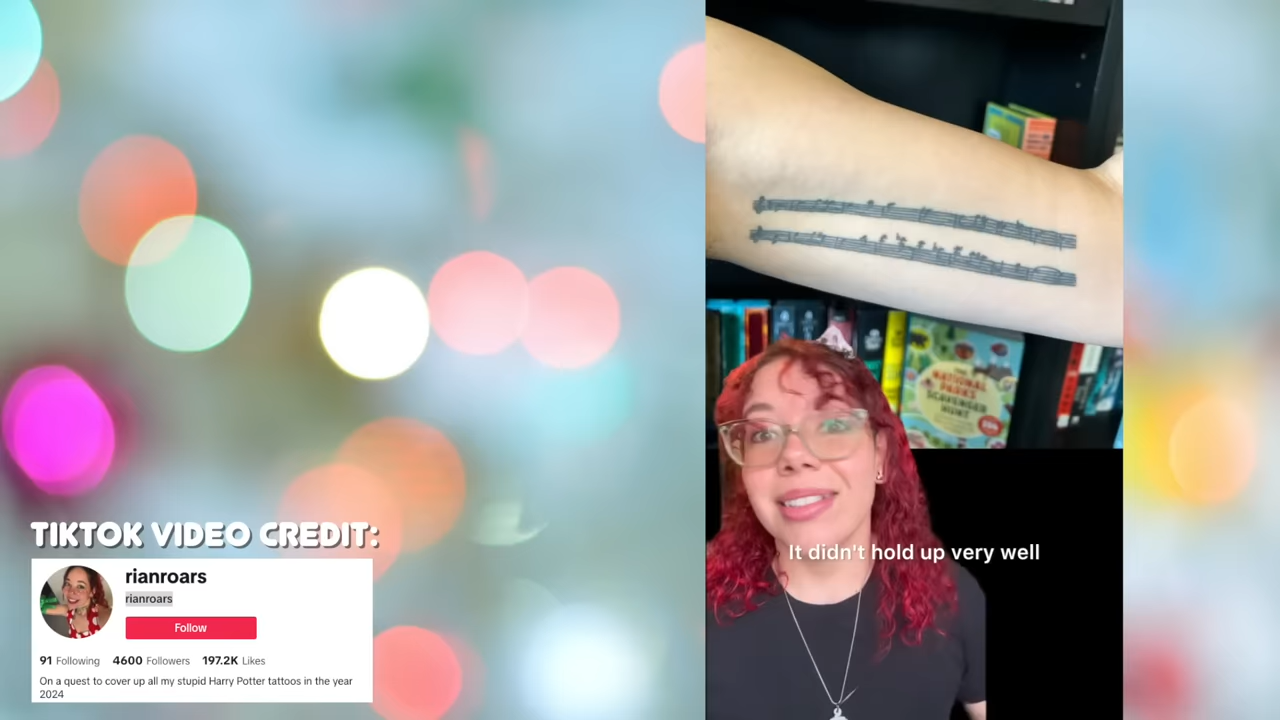 It didn't hold up very well
THE
NATIONAL
PARKS
SCAVENGER
HUNT
TIKTOK VIDEO CREDIT:
rianroars
rianroars
Follow
91 Following 4600 Followers 197.2K Likes
On a quest to cover up all my stupid Harry Potter tattoos in the year
2024